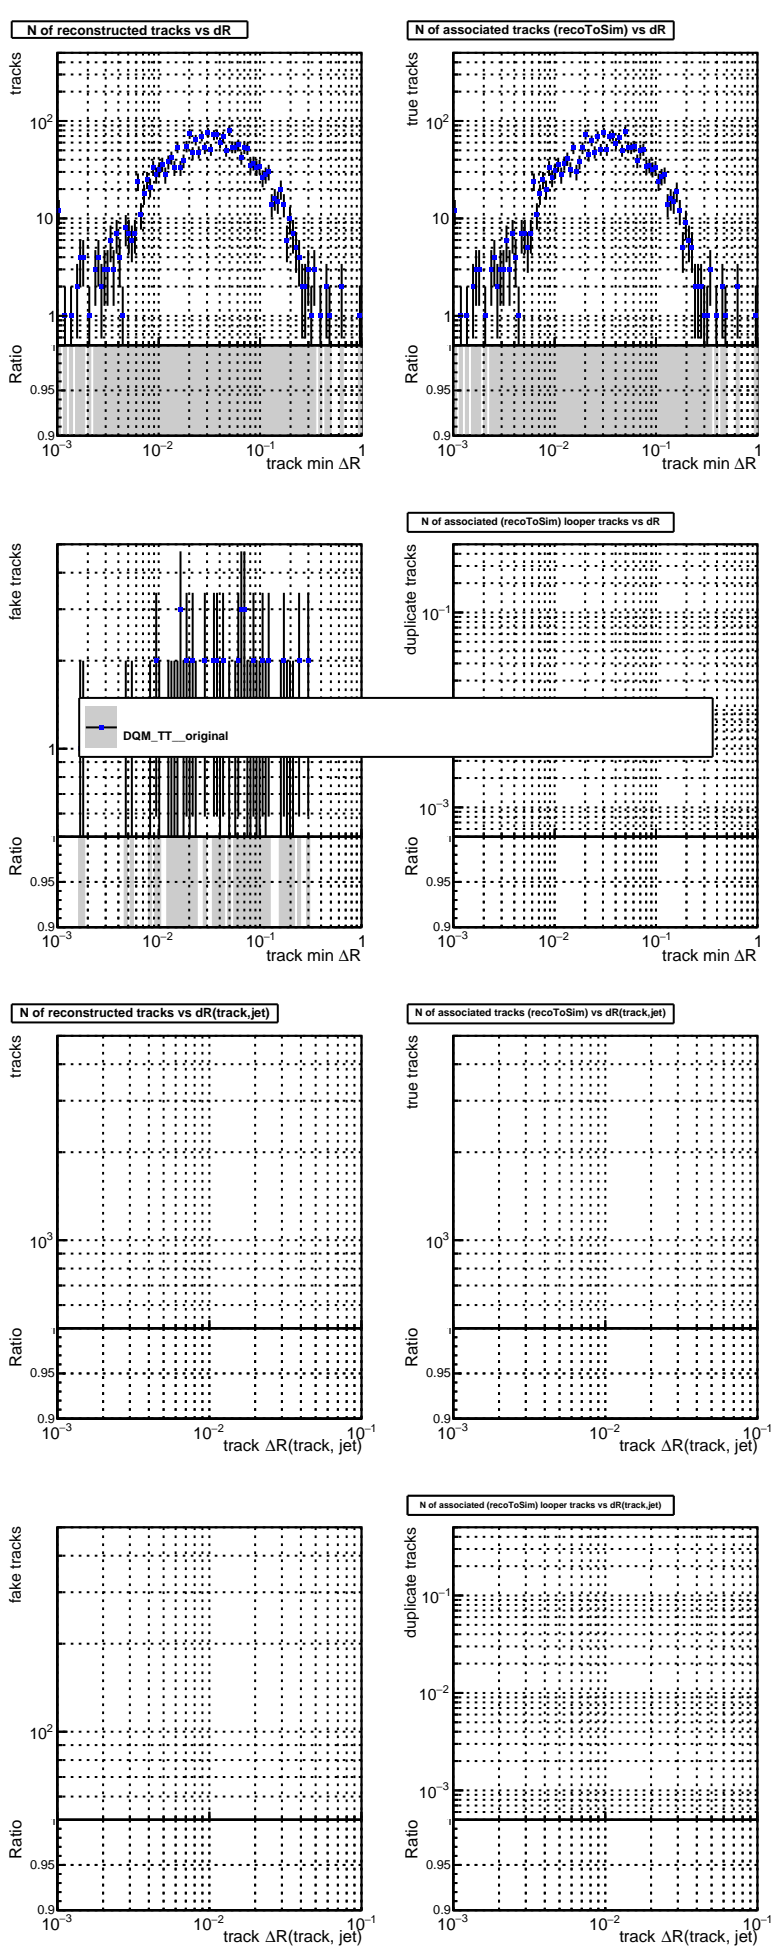 N of reconstructed tracks vs dR
tracks
10²
10
1
Ratio
1
0.95
0.9
10⁻³
10⁻²
10⁻¹
1
track min ΔR
N of associated tracks (recoToSim) vs dR
true tracks
10²
10
1
Ratio
1
0.95
0.9
10⁻³
10⁻²
10⁻¹
1
track min ΔR
fake tracks
1
Ratio
1
0.95
0.9
10⁻³
10⁻²
10⁻¹
1
track min ΔR
N of associated (recoToSim) looper tracks vs dR
duplicate tracks
10⁻¹
10⁻³
Ratio
1
0.95
0.9
10⁻³
10⁻²
10⁻¹
1
track min ΔR
DQM_TT__original
N of reconstructed tracks vs dR(track,jet)
tracks
10³
Ratio
1
0.95
0.9
10⁻³
10⁻²
10⁻¹
track ΔR(track, jet)
N of associated tracks (recoToSim) vs dR(track,jet)
true tracks
10³
Ratio
1
0.95
0.9
10⁻³
10⁻²
10⁻¹
track ΔR(track, jet)
fake tracks
10²
Ratio
1
0.95
0.9
10⁻³
10⁻²
10⁻¹
track ΔR(track, jet)
N of associated (recoToSim) looper tracks vs dR(track,jet)
duplicate tracks
10⁻¹
10⁻²
10⁻³
Ratio
1
0.95
0.9
10⁻³
10⁻²
10⁻¹
track ΔR(track, jet)